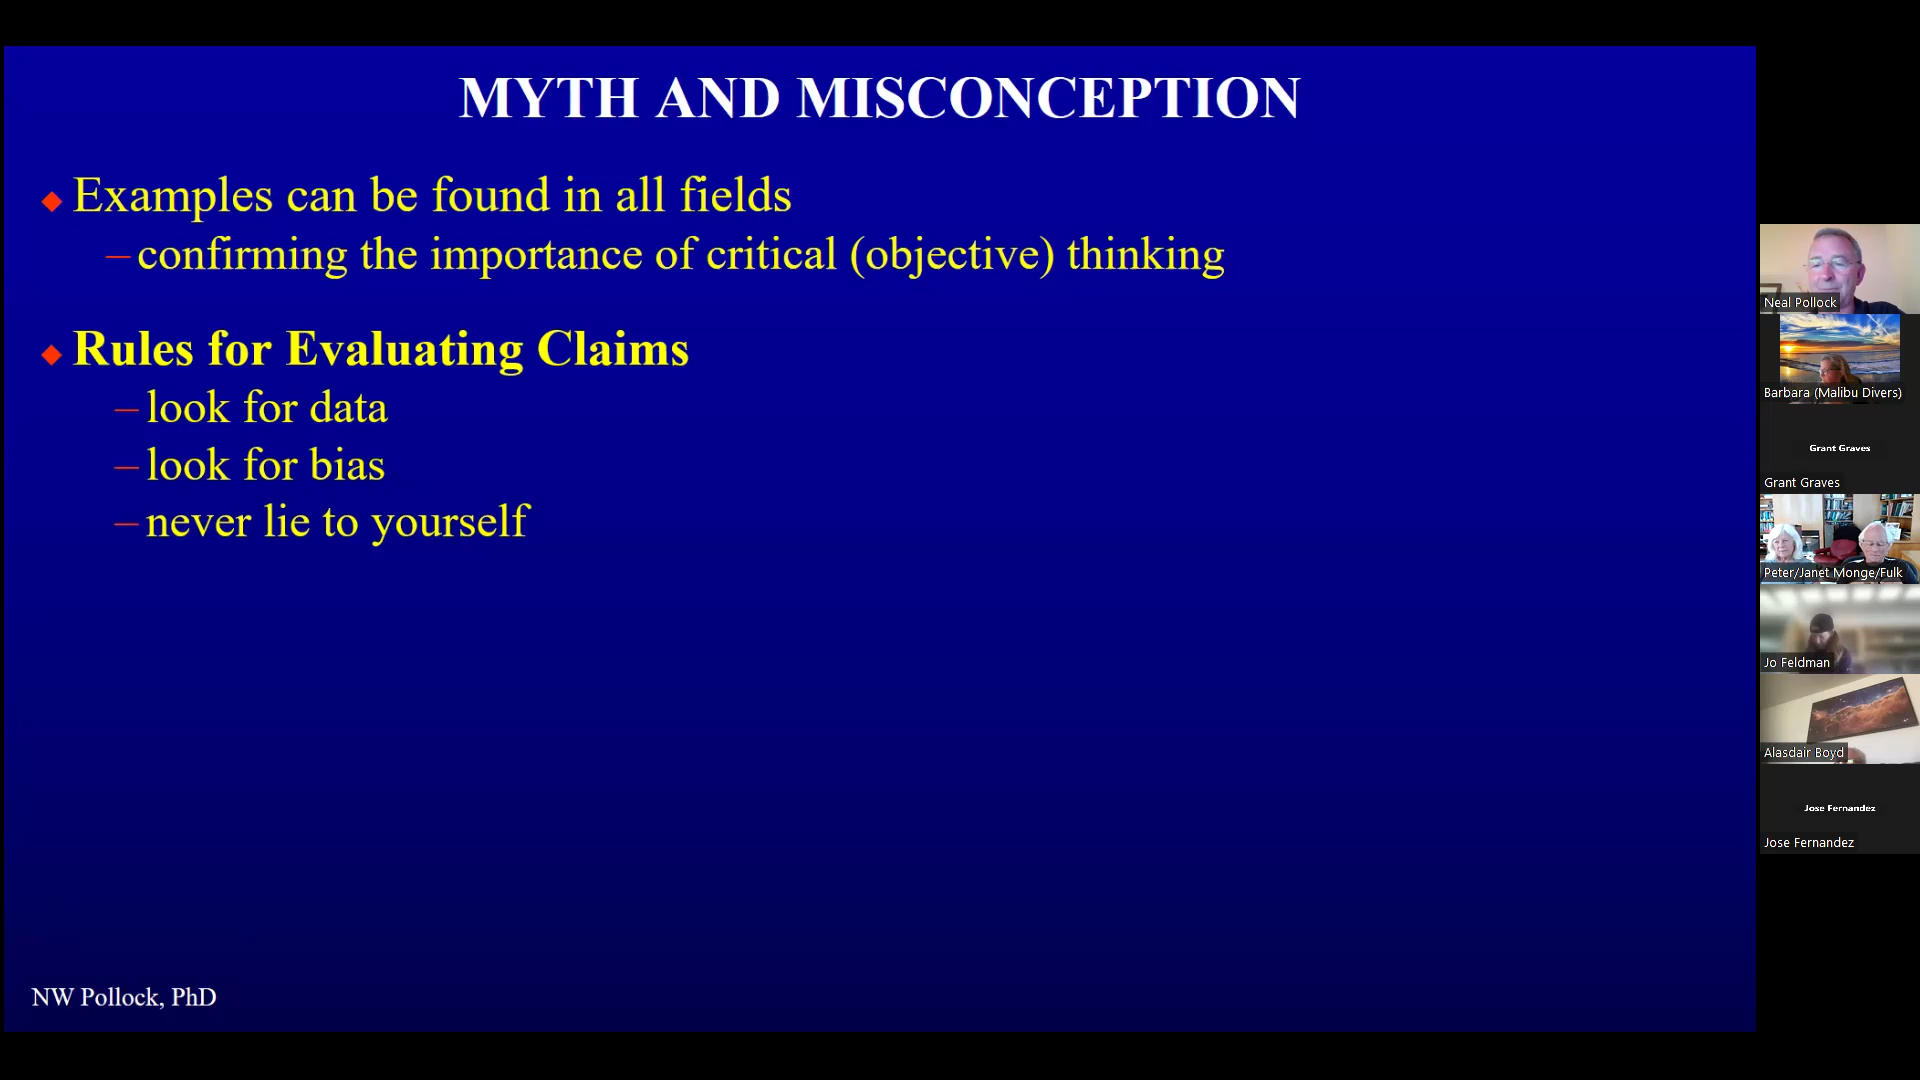 MYTH AND MISCONCEPTION
Examples can be found in all fields
– confirming the importance of critical (objective) thinking
Rules for Evaluating Claims
– look for data
– look for bias
– never lie to yourself
NW Pollock, PhD
Neal Pollock
Barbara (Malibu Divers)
Grant Graves
Grant Graves
Peter/Janet Monge/Fulk
Jo Feldman
Alasdair Boyd
Jose Fernandez
Jose Fernandez